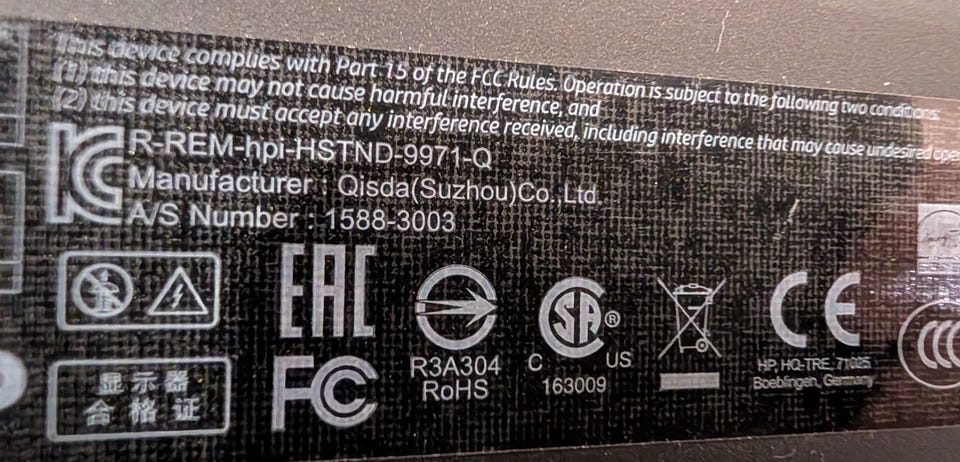 This device complies with Part 15 of the FCC Rules. Operation is subject to the following two conditions:
(1) this device may not cause harmful interference, and
(2) this device must accept any interference received, including interference that may cause undesired
R-REM-hpi-HSTND-9971-Q
Manufacturer : Qisda(Suzhou)Co.,Ltd.
A/S Number : 1588-3003
EAC
FC
R3A304
RoHS
CSA®
C US
163009
CE
HP, HQ-TRE, 71025
Boeblingen, Germany
CCC
显示器
合格证